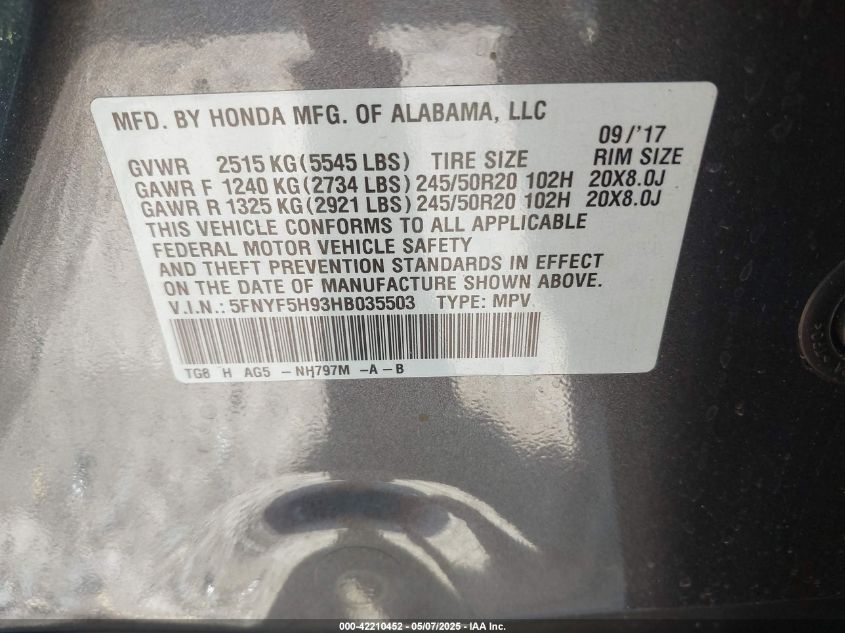 MFD. BY HONDA MFG. OF ALABAMA, LLC
09/'17
GVWR 2515 KG(5545 LBS) TIRE SIZE RIM SIZE
GAWR F 1240 KG(2734 LBS) 245/50R20 102H 20X8.0J
GAWR R 1325 KG(2921 LBS) 245/50R20 102H 20X8.0J
THIS VEHICLE CONFORMS TO ALL APPLICABLE
FEDERAL MOTOR VEHICLE SAFETY
AND THEFT PREVENTION STANDARDS IN EFFECT
ON THE DATE OF MANUFACTURE SHOWN ABOVE.
V.I.N.: 5FNYF5H93HB035503 TYPE: MPV
TG8 H AG5 -NH797M -A-B
000-42210452 - 05/07/2025 - IAA Inc.